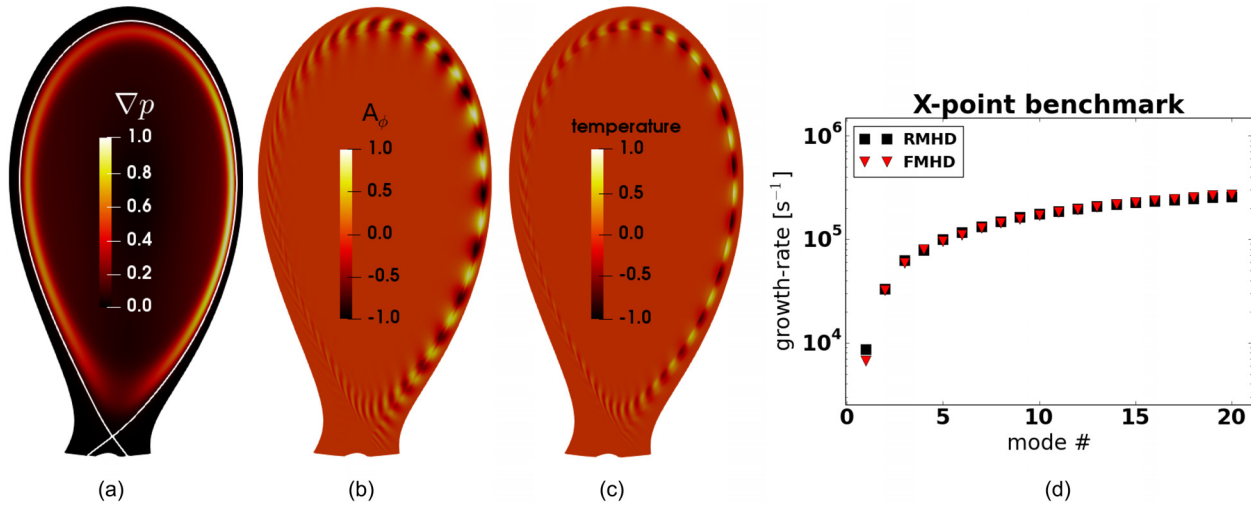 ∇p
1.0
0.8
0.6
0.4
0.2
0.0
(a)
A_ϕ
1.0
0.5
0.0
-0.5
-1.0
(b)
temperature
1.0
0.5
0.0
-0.5
-1.0
(c)
X-point benchmark
RMHD
FMHD
growth-rate [s⁻¹]
10⁶
10⁵
10⁴
0 5 10 15 20
mode #
(d)